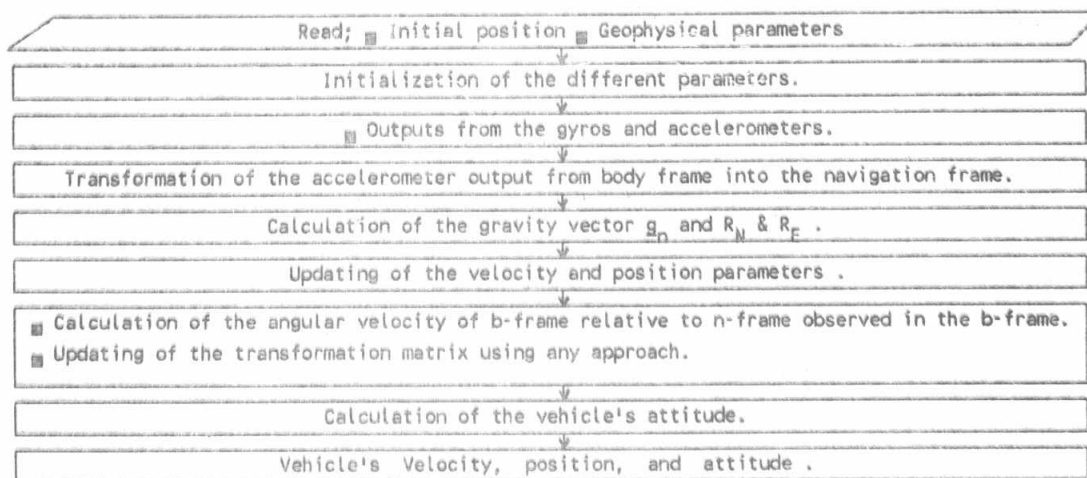 Read; ■ Initial position ■ Geophysical parameters
Initialization of the different parameters.
■ Outputs from the gyros and accelerometers.
Transformation of the accelerometer output from body frame into the navigation frame.
Calculation of the gravity vector g_n and R_N & R_E .
Updating of the velocity and position parameters .
■ Calculation of the angular velocity of b-frame relative to n-frame observed in the b-frame.
■ Updating of the transformation matrix using any approach.
Calculation of the vehicle's attitude.
Vehicle's Velocity, position, and attitude .